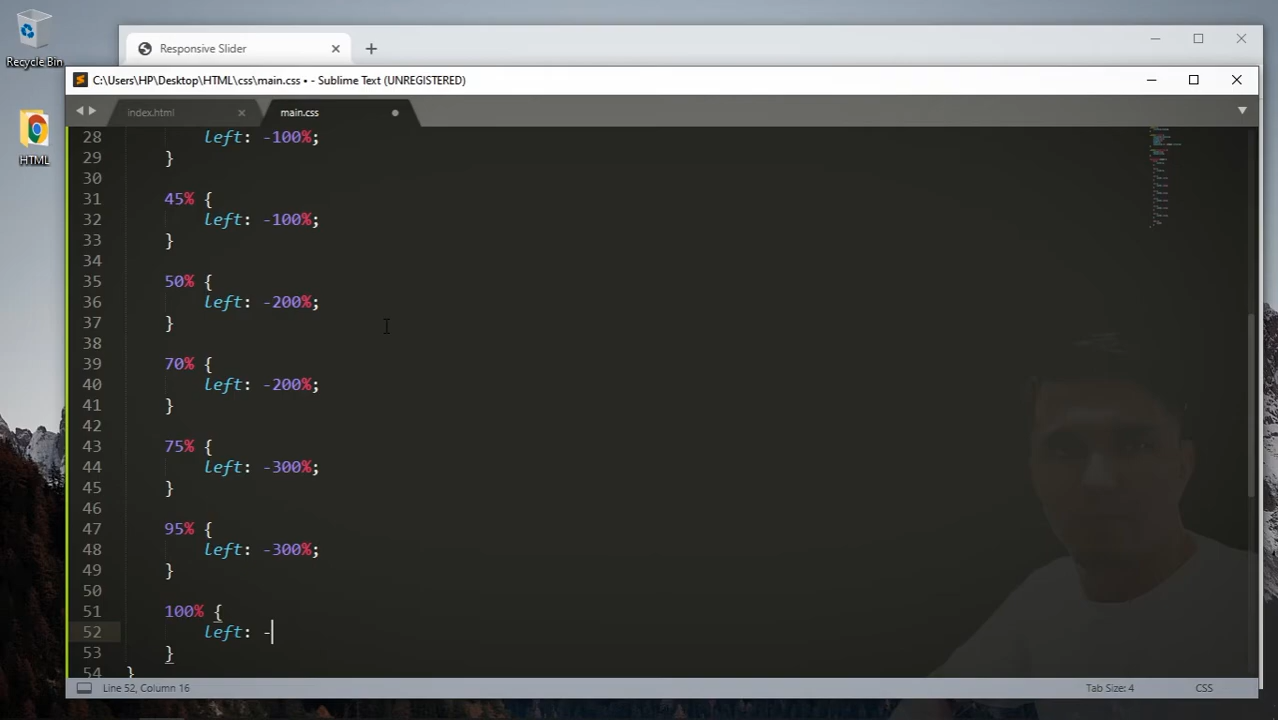 Recycle Bin
HTML
Responsive Slider
C:\Users\HP\Desktop\HTML\css\main.css • - Sublime Text (UNREGISTERED)
index.html
main.css
28 left: -100%;
29 }
30
31 45% {
32 left: -100%;
33 }
34
35 50% {
36 left: -200%;
37 }
38
39 70% {
40 left: -200%;
41 }
42
43 75% {
44 left: -300%;
45 }
46
47 95% {
48 left: -300%;
49 }
50
51 100% {
52 left: -
53 }
54 }
Line 52, Column 16
Tab Size: 4
CSS